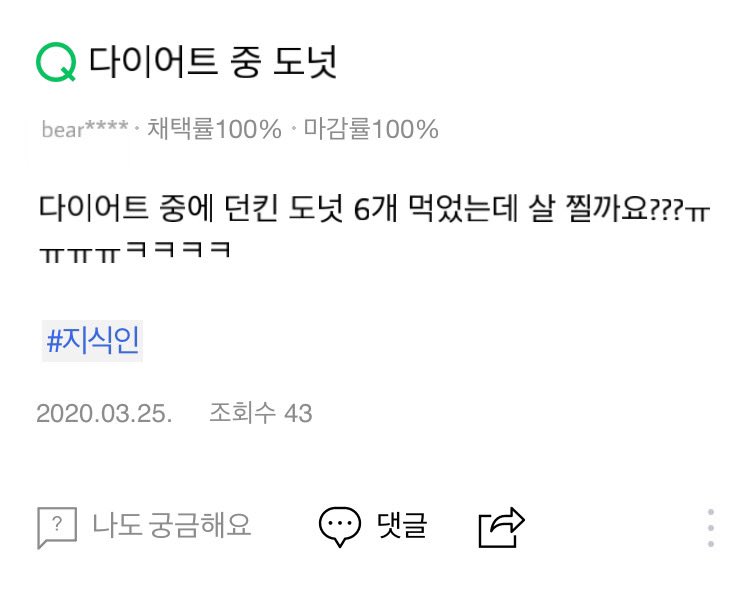 다이어트 중 도넛
bear**** · 채택률100% · 마감률100%
다이어트 중에 던킨 도넛 6개 먹었는데 살 찔까요???ㅠ
ㅠㅠㅠㅋㅋㅋㅋ
#지식인
2020.03.25. 조회수 43
? 나도 궁금해요 댓글